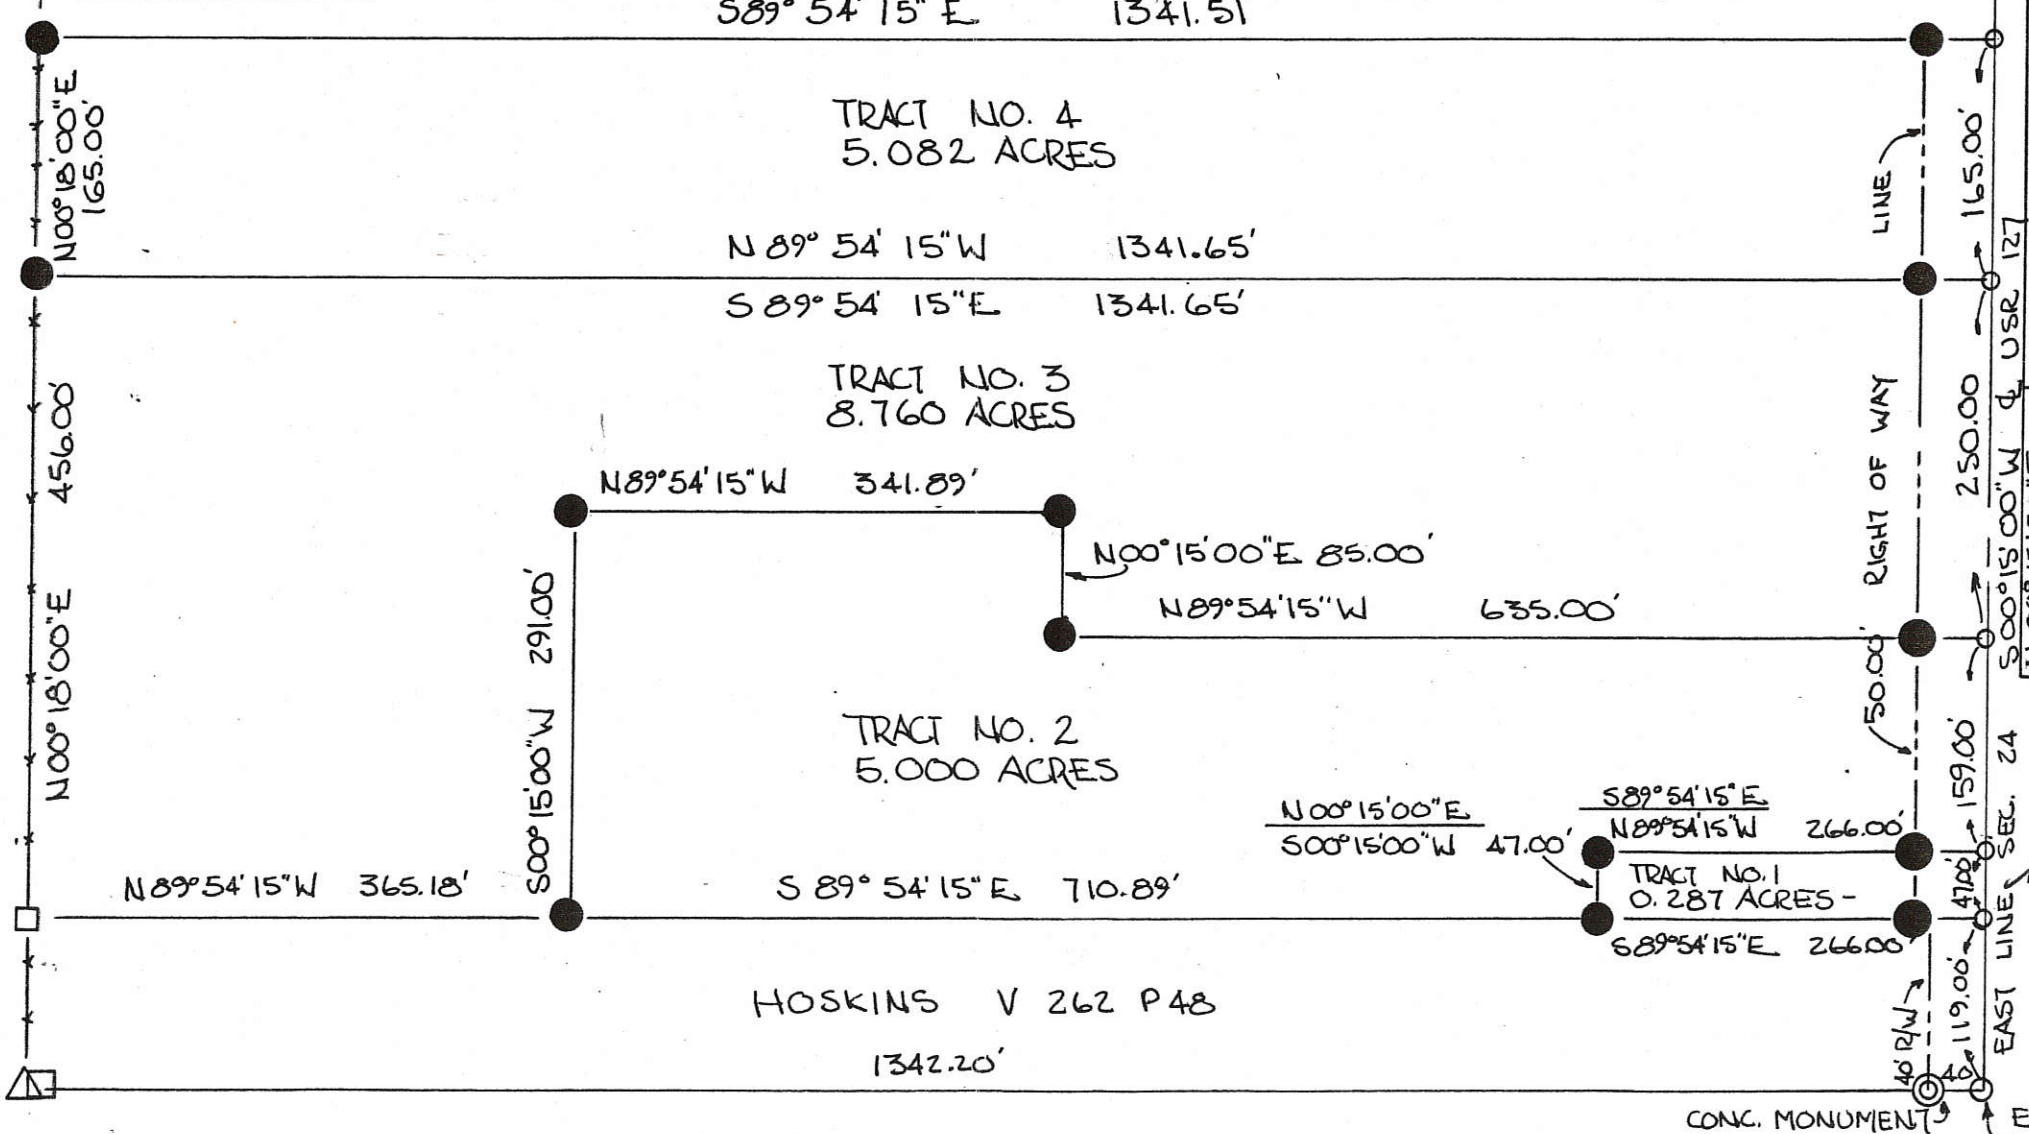 S89° 54' 15" E 1341.51
N00°18'00"E
165.00'
TRACT NO. 4
5.082 ACRES
LINE
165.00'
N 89° 54' 15"W 1341.65'
S 89° 54' 15"E 1341.65'
TRACT NO. 3
8.760 ACRES
N00°18'00"E 456.00'
N89°54'15"W 341.89'
N00°15'00"E 85.00'
N89°54'15"W 635.00'
RIGHT OF WAY
250.00
S00°15'00"W ℄ USR 127
S00°15'00"W 291.00'
50.00'
TRACT NO. 2
5.000 ACRES
159.00'
N00°15'00"E
S00°15'00"W 47.00'
S89°54'15"E
N89°54'15"W 266.00'
TRACT NO. 1
0.287 ACRES-
47.00'
N89°54'15"W 365.18'
S 89° 54' 15"E 710.89'
S89°54'15"E 266.00'
EAST LINE SEC. 24
HOSKINS V 262 P 48
1342.20'
40' R/W
119.00'
40'
CONC. MONUMENT